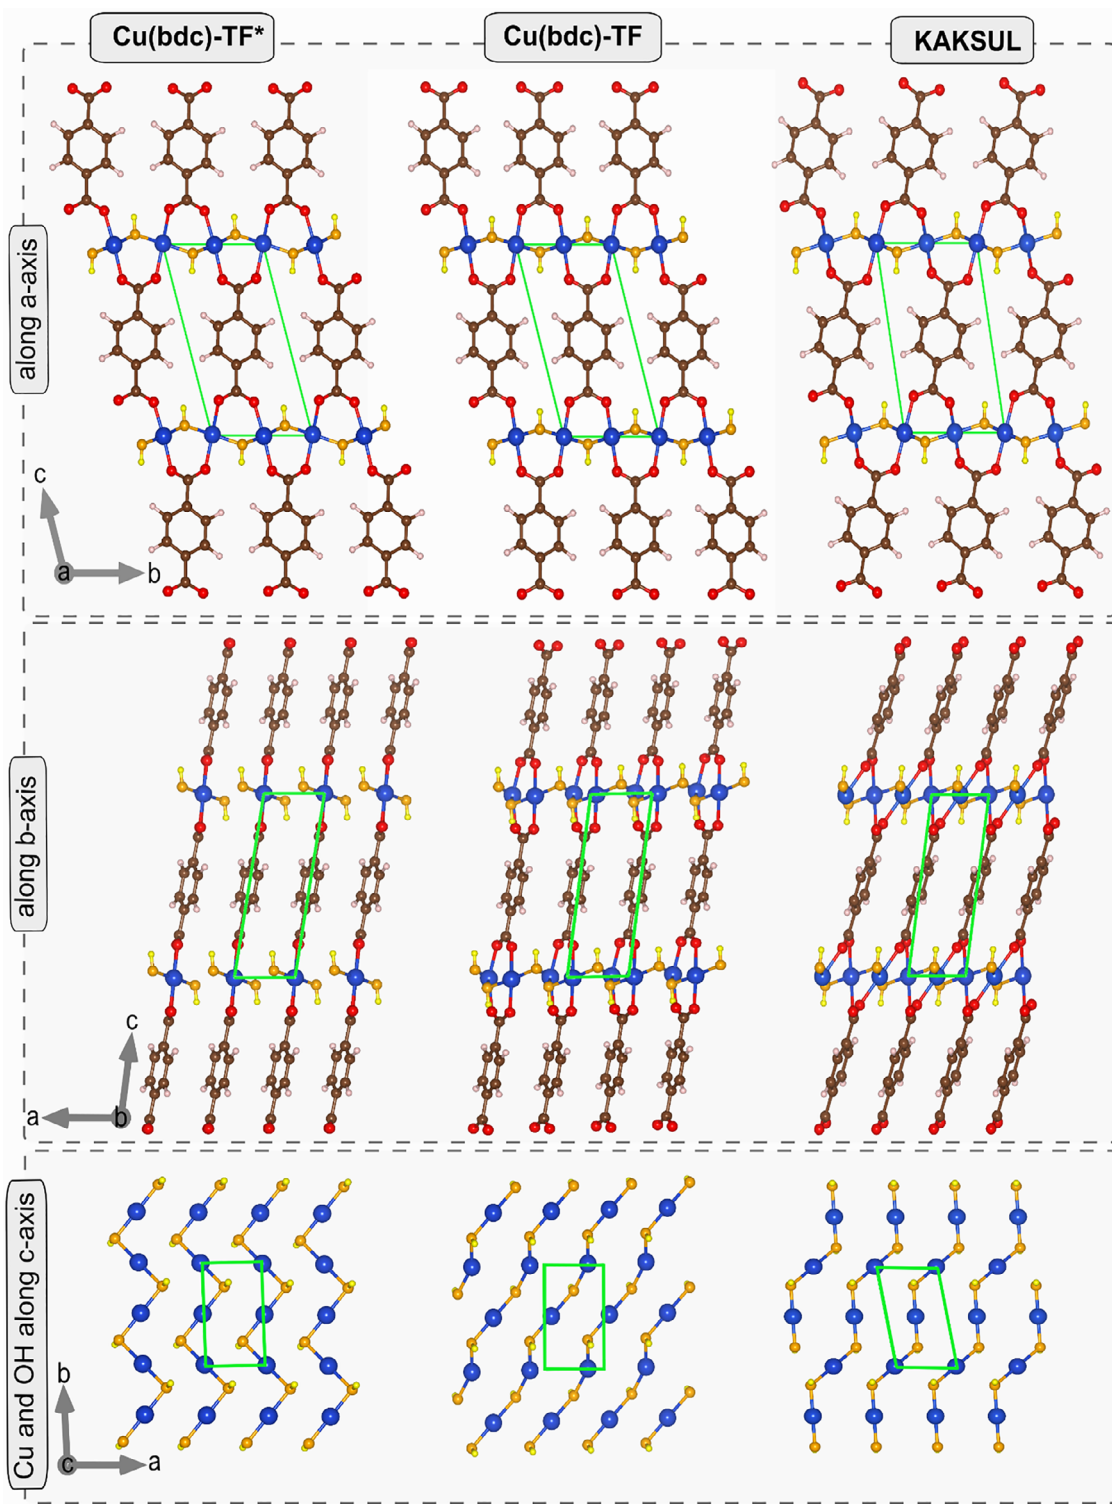 Cu(bdc)-TF*
Cu(bdc)-TF
KAKSUL
along a-axis
c
a
b
along b-axis
c
a
b
Cu and OH along c-axis
b
c
a